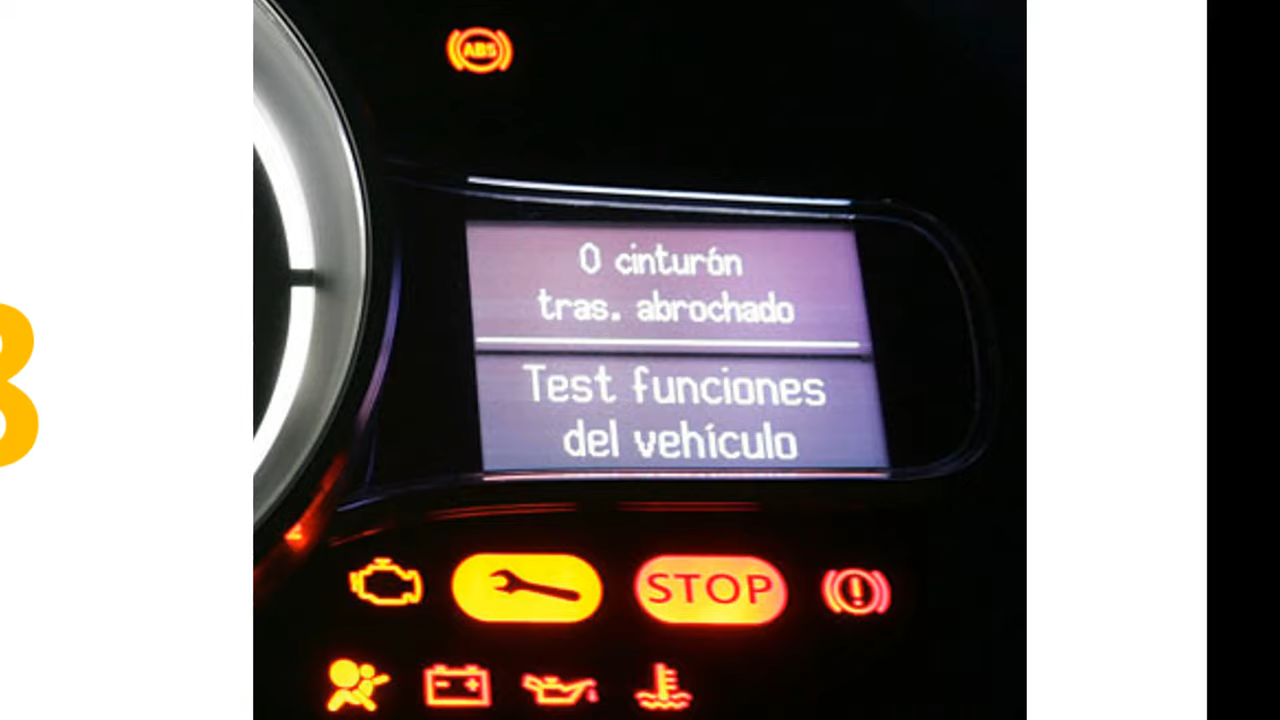 ABS
0 cinturón
tras. abrochado
Test funciones
del vehículo
STOP